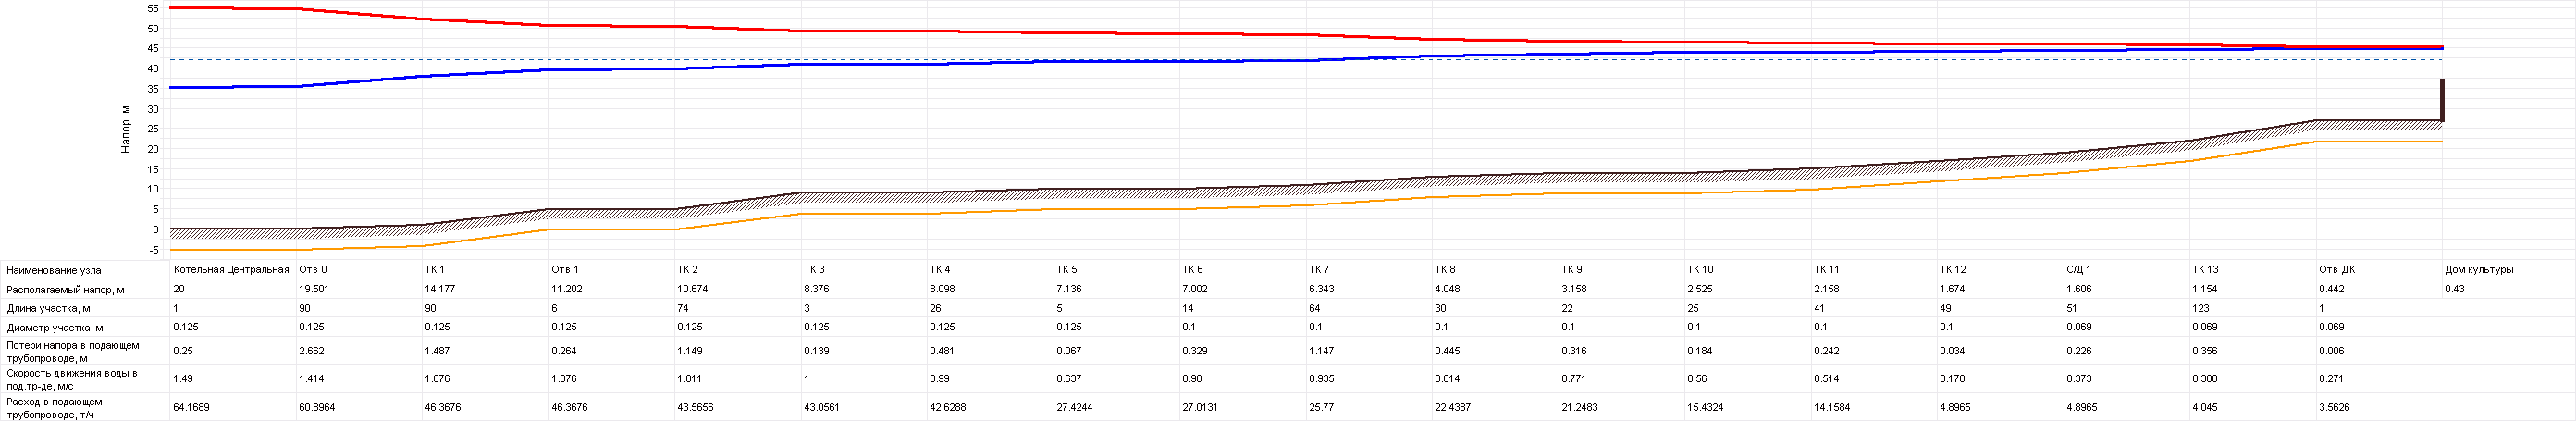 55
50
45
40
35
30
25
20
15
10
5
0
-5
Напор, м
Наименование узла Котельная Центральная Отв 0 ТК 1 Отв 1 ТК 2 ТК 3 ТК 4 ТК 5 ТК 6 ТК 7 ТК 8 ТК 9 ТК 10 ТК 11 ТК 12 С/Д 1 ТК 13 Отв ДК Дом культуры
Располагаемый напор, м 20 19.501 14.177 11.202 10.674 8.376 8.098 7.136 7.002 6.343 4.048 3.158 2.525 2.158 1.674 1.606 1.154 0.442 0.43
Длина участка, м 1 90 90 6 74 3 26 5 14 64 30 22 25 41 49 51 123 1
Диаметр участка, м 0.125 0.125 0.125 0.125 0.125 0.125 0.125 0.125 0.1 0.1 0.1 0.1 0.1 0.1 0.1 0.069 0.069 0.069
Потери напора в подающем
трубопроводе, м 0.25 2.662 1.487 0.264 1.149 0.139 0.481 0.067 0.329 1.147 0.445 0.316 0.184 0.242 0.034 0.226 0.356 0.006
Скорость движения воды в
под.тр-де, м/с 1.49 1.414 1.076 1.076 1.011 1 0.99 0.637 0.98 0.935 0.814 0.771 0.56 0.514 0.178 0.373 0.308 0.271
Расход в подающем
трубопроводе, т/ч 64.1689 60.8964 46.3676 46.3676 43.5656 43.0561 42.6288 27.4244 27.0131 25.77 22.4387 21.2483 15.4324 14.1584 4.8965 4.8965 4.045 3.5626